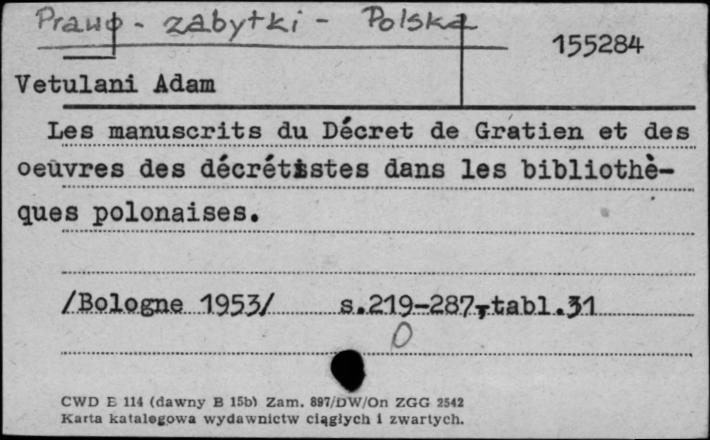 Prawo - zabytki - Polska
155284
Vetulani Adam
Les manuscrits du Décret de Gratien et des
oeuvres des décrétistes dans les bibliothè-
ques polonaises.
/Bologne 1953/ s.219-287,tabl.31
0
CWD E 114 (dawny B 15b) Zam. 897/DW/On ZGG 2542
Karta katalogowa wydawnictw ciągłych i zwartych.